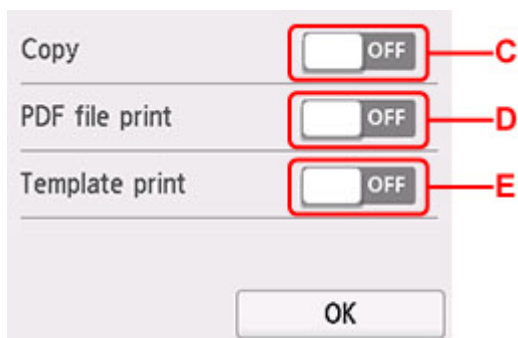 Copy OFF C
PDF file print OFF D
Template print OFF E
OK